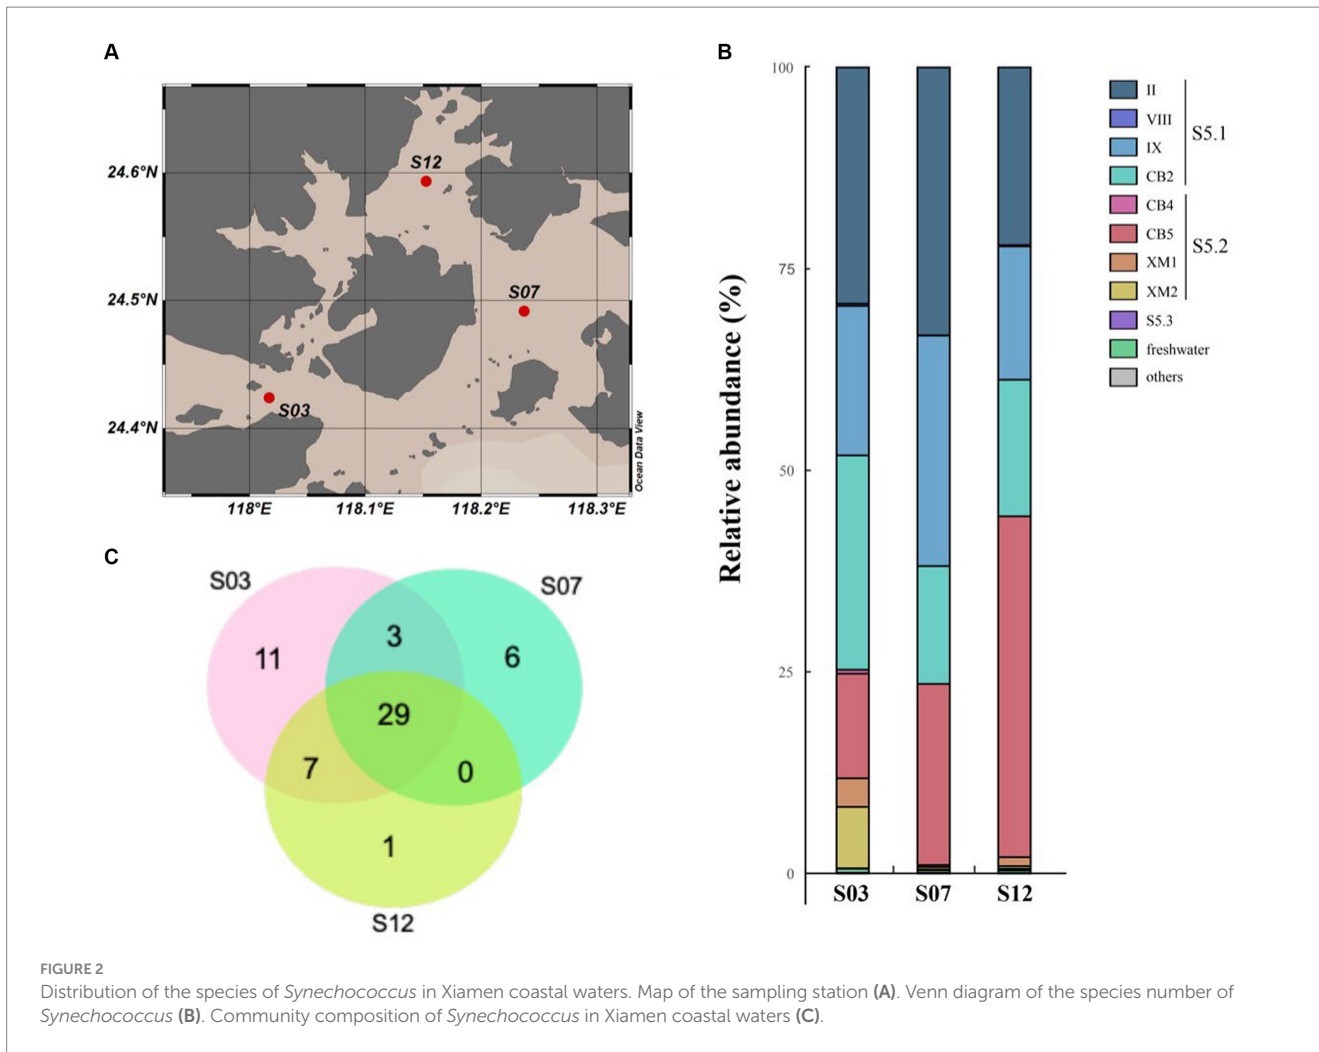 A
24.6°N
24.5°N
24.4°N
118°E
118.1°E
118.2°E
118.3°E
S12
S07
S03
Ocean Data View
B
Relative abundance (%)
100
75
50
25
0
S03
S07
S12
II
VIII
IX
CB2
S5.1
CB4
CB5
XM1
XM2
S5.2
S5.3
freshwater
others
C
S03
S07
11
3
6
29
7
0
1
S12
FIGURE 2
Distribution of the species of Synechococcus in Xiamen coastal waters. Map of the sampling station (A). Venn diagram of the species number of
Synechococcus (B). Community composition of Synechococcus in Xiamen coastal waters (C).